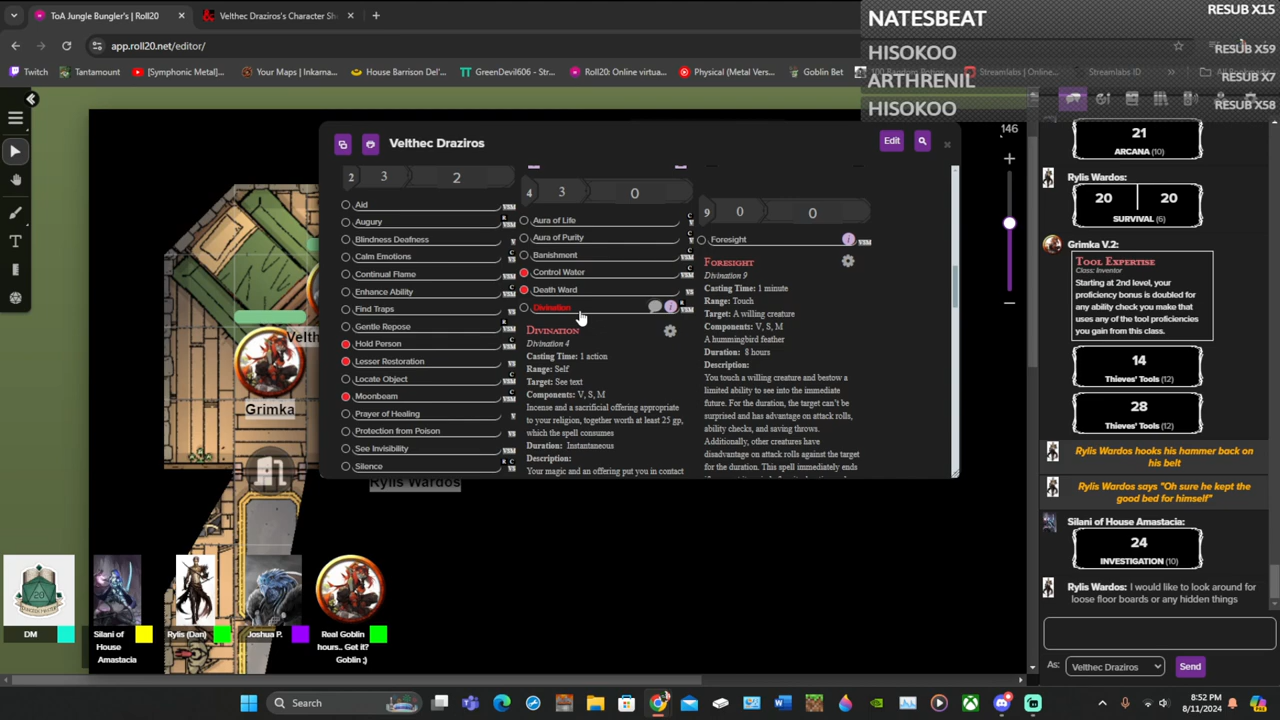 ToA Jungle Bungler's | Roll20
Velthec Draziros's Character Sh
app.roll20.net/editor/
Twitch
Tantamount
[Symphonic Metal]...
Your Maps | Inkarna...
House Barrison Del'...
GreenDevil606 - Str...
Roll20: Online virtua...
Physical (Metal Vers...
Goblin Bet
Streamlabs | Online...
Streamlabs ID
NATESBEAT
RESUB X15
HISOKOO
RESUB X59
ARTHRENIL
RESUB X7
HISOKOO
RESUB X58
146
Velthec Draziros
Edit
2
3
2
Aid
Augury
Blindness Deafness
Calm Emotions
Continual Flame
Enhance Ability
Find Traps
Gentle Repose
Hold Person
Lesser Restoration
Locate Object
Moonbeam
Prayer of Healing
Protection from Poison
See Invisibility
Silence
4
3
0
Aura of Life
Aura of Purity
Banishment
Control Water
Death Ward
Divination
DIVINATION
Divination 4
Casting Time: 1 action
Range: Self
Target: See text
Components: V, S, M
Incense and a sacrificial offering appropriate
to your religion, together worth at least 25 gp,
which the spell consumes
Duration: Instantaneous
Description:
Your magic and an offering put you in contact
9
0
0
Foresight
FORESIGHT
Divination 9
Casting Time: 1 minute
Range: Touch
Target: A willing creature
Components: V, S, M
A hummingbird feather
Duration: 8 hours
Description:
You touch a willing creature and bestow a
limited ability to see into the immediate
future. For the duration, the target can't be
surprised and has advantage on attack rolls,
ability checks, and saving throws.
Additionally, other creatures have
disadvantage on attack rolls against the
target for the duration. This spell immediately ends
Velth
Grimka
Rylis Wardos
DM
Silani of
House
Amastacia
Rylis (Dan)
Joshua P.
Real Goblin
hours.. Get it?
Goblin ;)
21
ARCANA (10)
Rylis Wardos:
20
20
SURVIVAL (6)
Grimka V.2:
TOOL EXPERTISE
Class: Inventor
Starting at 2nd level, your
proficiency bonus is doubled for
any ability check you make that
uses any of the tool proficiencies
you gain from this class.
14
Thieves' Tools (12)
28
Thieves' Tools (12)
Rylis Wardos hooks his hammer back on
his belt
Rylis Wardos says "Oh sure he kept the
good bed for himself"
Silani of House Amastacia:
24
INVESTIGATION (10)
Rylis Wardos: I would like to look around for
loose floor boards or any hidden things
As:
Velthec Draziros
Send
Search
8:52 PM
8/11/2024